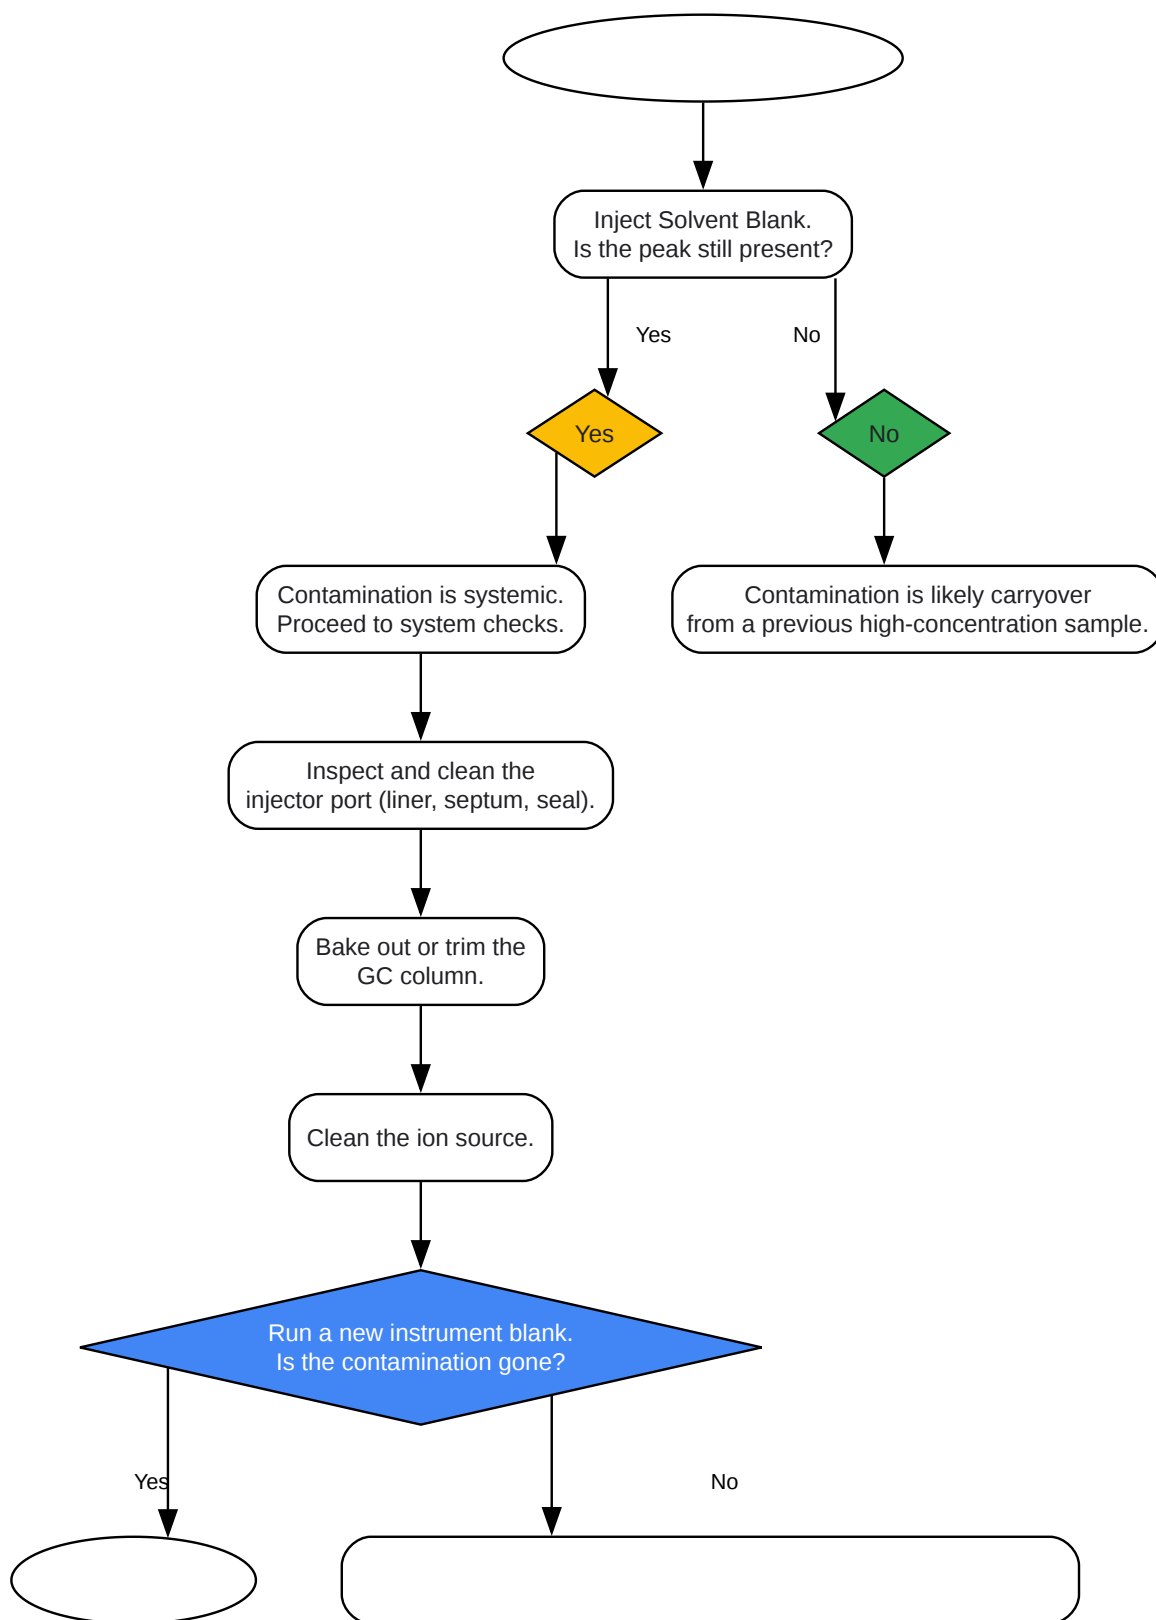 Inject Solvent Blank.
Is the peak still present?
Yes
No
Yes
No
Contamination is systemic.
Proceed to system checks.
Contamination is likely carryover
from a previous high-concentration sample.
Inspect and clean the
injector port (liner, septum, seal).
Bake out or trim the
GC column.
Clean the ion source.
Run a new instrument blank.
Is the contamination gone?
Yes
No